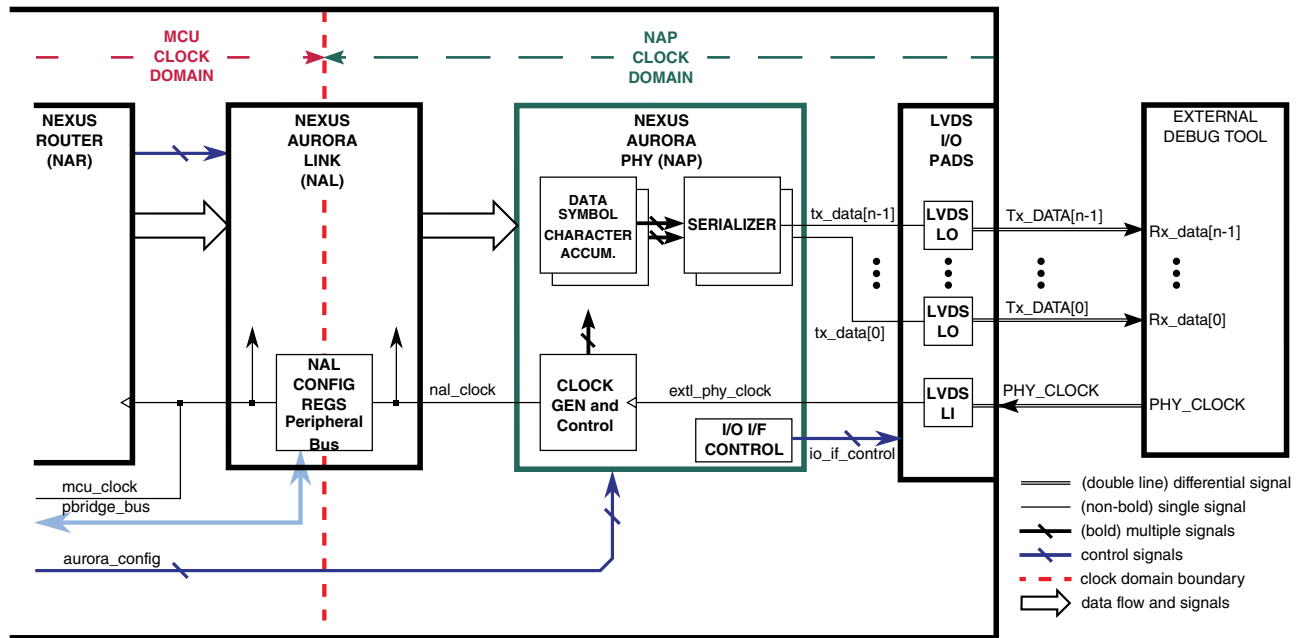 MCU
CLOCK
DOMAIN
NAP
CLOCK
DOMAIN
NEXUS
ROUTER
(NAR)
NEXUS
AURORA
LINK
(NAL)
NEXUS
AURORA
PHY (NAP)
LVDS
I/O
PADS
EXTERNAL
DEBUG TOOL
DATA
SYMBOL
CHARACTER
ACCUM.
SERIALIZER
tx_data[n-1]
LVDS
LO
Tx_DATA[n-1]
Rx_data[n-1]
tx_data[0]
LVDS
LO
Tx_DATA[0]
Rx_data[0]
NAL
CONFIG
REGS
Peripheral
Bus
nal_clock
CLOCK
GEN and
Control
extl_phy_clock
LVDS
LI
PHY_CLOCK
PHY_CLOCK
I/O I/F
CONTROL
io_if_control
mcu_clock
pbridge_bus
aurora_config
(double line) differential signal
(non-bold) single signal
(bold) multiple signals
control signals
clock domain boundary
data flow and signals